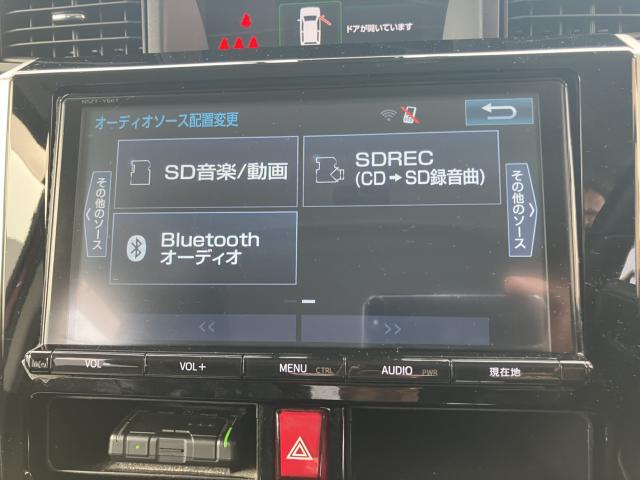 ドアが開いています
NSZT-Y66T
オーディオソース配置変更
SD音楽/動画
SDREC
(CD➡SD録音曲)
その他のソース
その他のソース
Bluetooth
オーディオ
<<
>>
VOL-
VOL+
MENU CTRL
AUDIO PWR
現在地